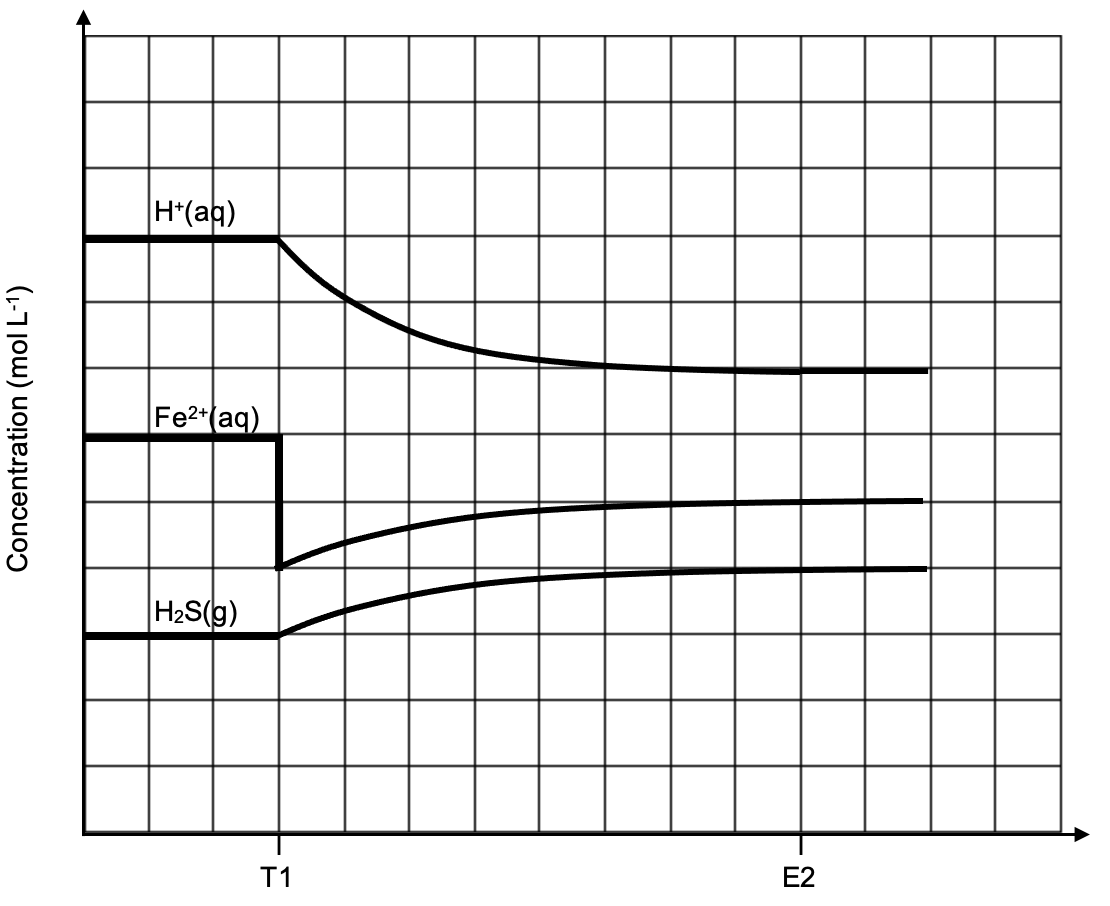 H⁺(aq)
Fe²⁺(aq)
H₂S(g)
Concentration (mol L⁻¹)
T1
E2